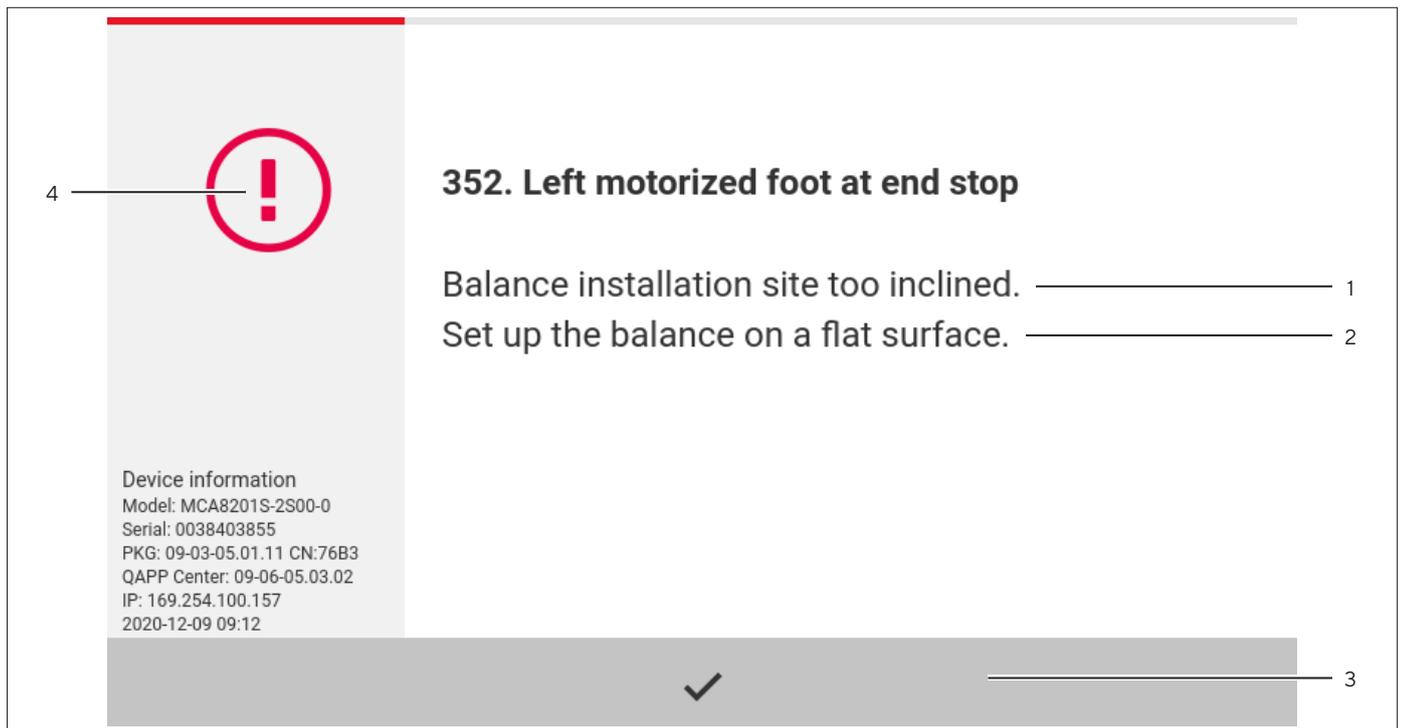 4
352. Left motorized foot at end stop
Balance installation site too inclined.
1
Set up the balance on a flat surface.
2
Device information
Model: MCA8201S-2S00-0
Serial: 0038403855
PKG: 09-03-05.01.11 CN:76B3
QAPP Center: 09-06-05.03.02
IP: 169.254.100.157
2020-12-09 09:12
3